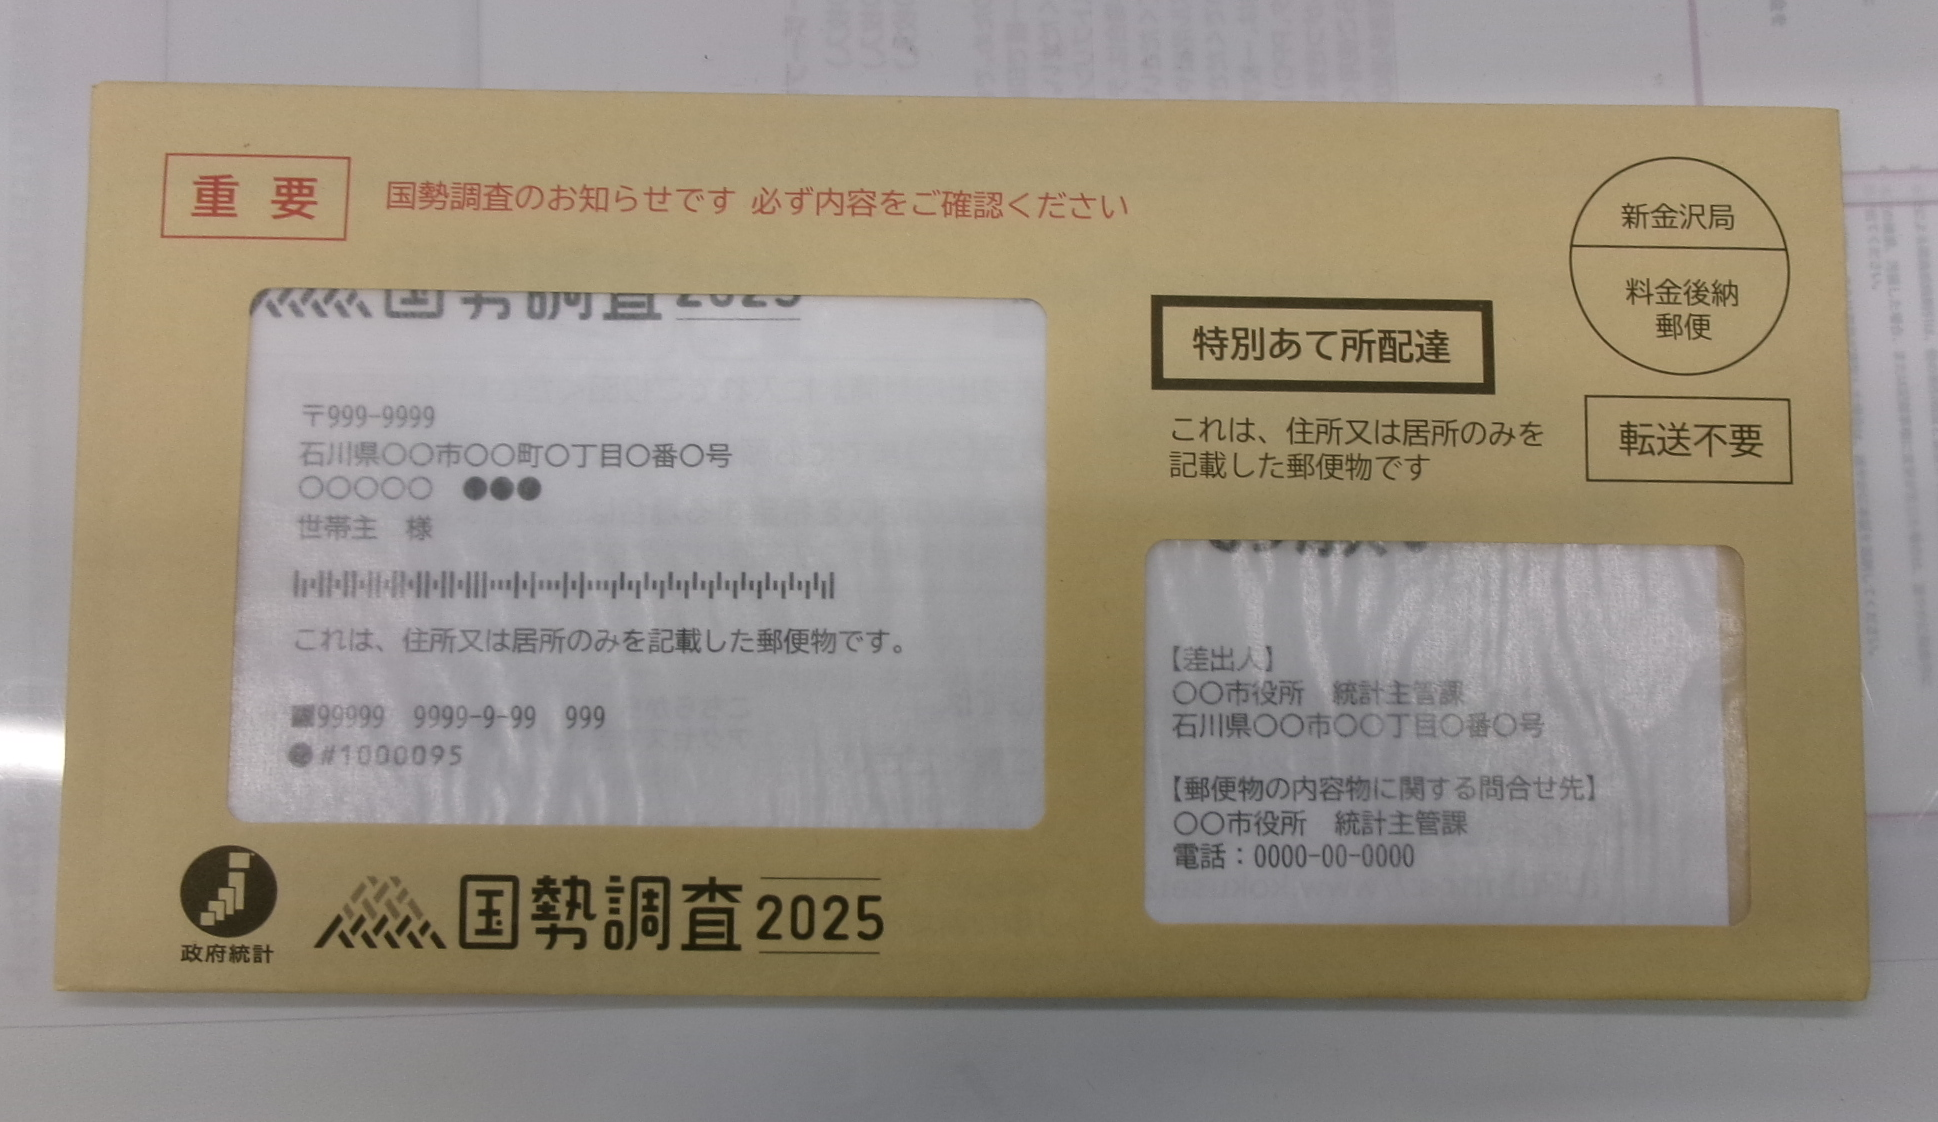 重要
国勢調査のお知らせです 必ず内容をご確認ください
新金沢局
料金後納
郵便
国勢調査2025
特別あて所配達
これは、住所又は居所のみを
記載した郵便物です
転送不要
〒999-9999
石川県〇〇市〇〇町〇丁目〇番〇号
〇〇〇〇〇 ●●●
世帯主 様
これは、住所又は居所のみを記載した郵便物です。
■99999 9999-9-99 999
●#1000095
【差出人】
〇〇市役所 統計主管課
石川県〇〇市〇〇丁目〇番〇号
【郵便物の内容物に関する問合せ先】
〇〇市役所 統計主管課
電話：0000-00-0000
政府統計
国勢調査2025